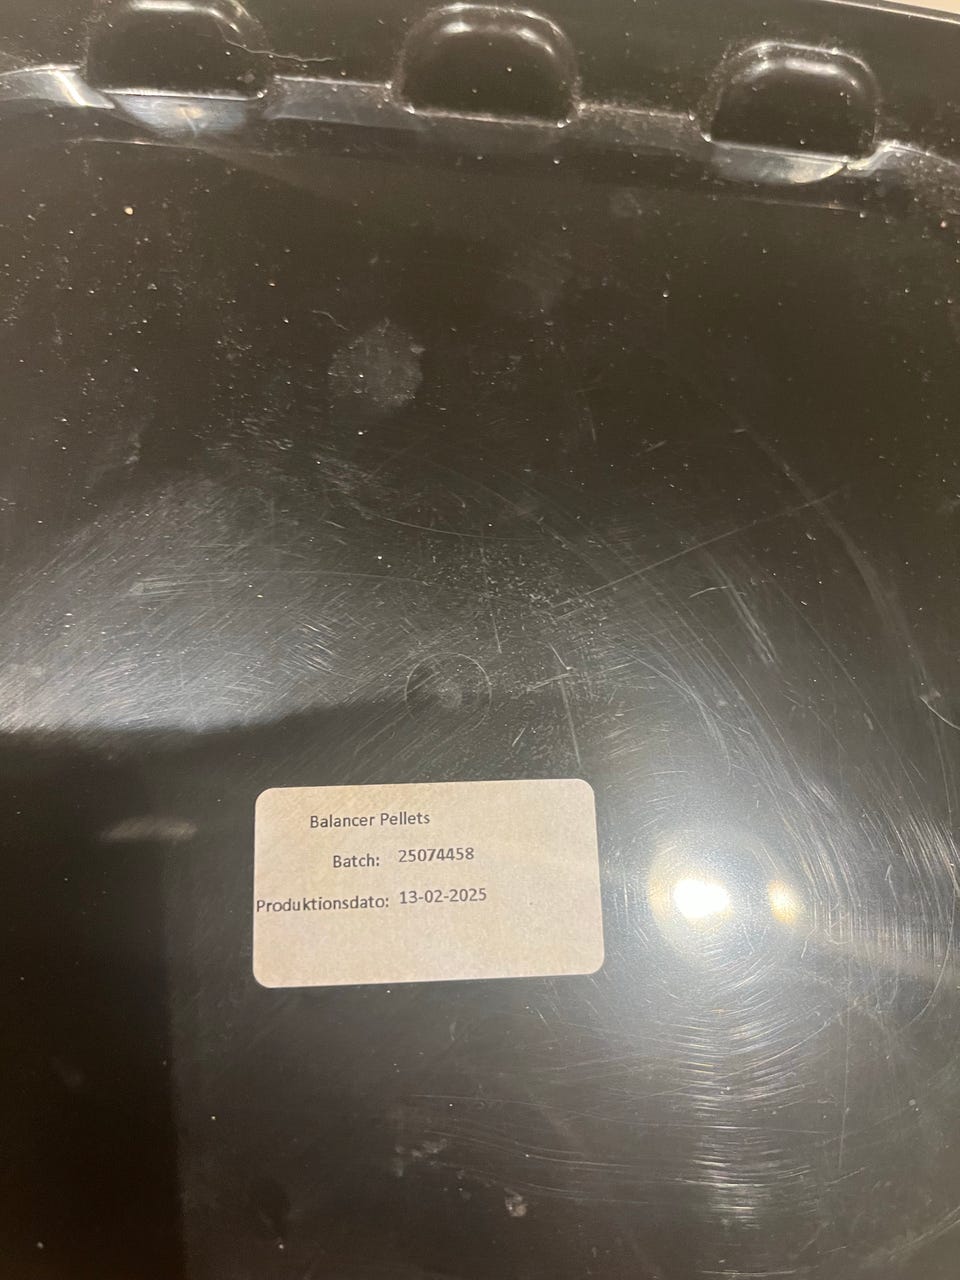 Balancer Pellets
Batch: 25074458
Produktionsdato: 13-02-2025